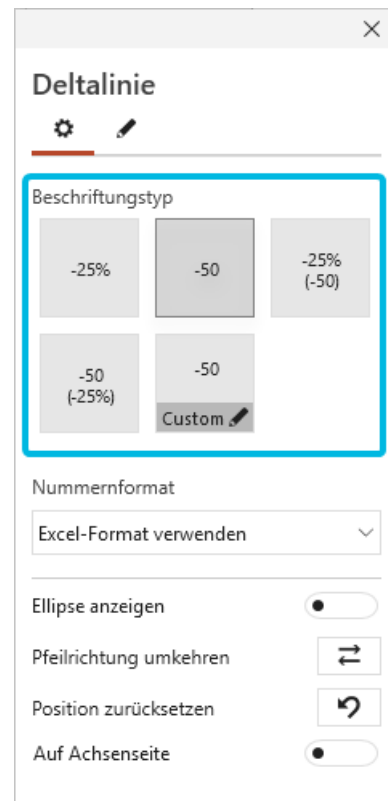 Deltalinie
Beschriftungstyp
-25%
-50
-25%
(-50)
-50
(-25%)
-50
Custom
Nummernformat
Excel-Format verwenden
Ellipse anzeigen
Pfeilrichtung umkehren
Position zurücksetzen
Auf Achsenseite